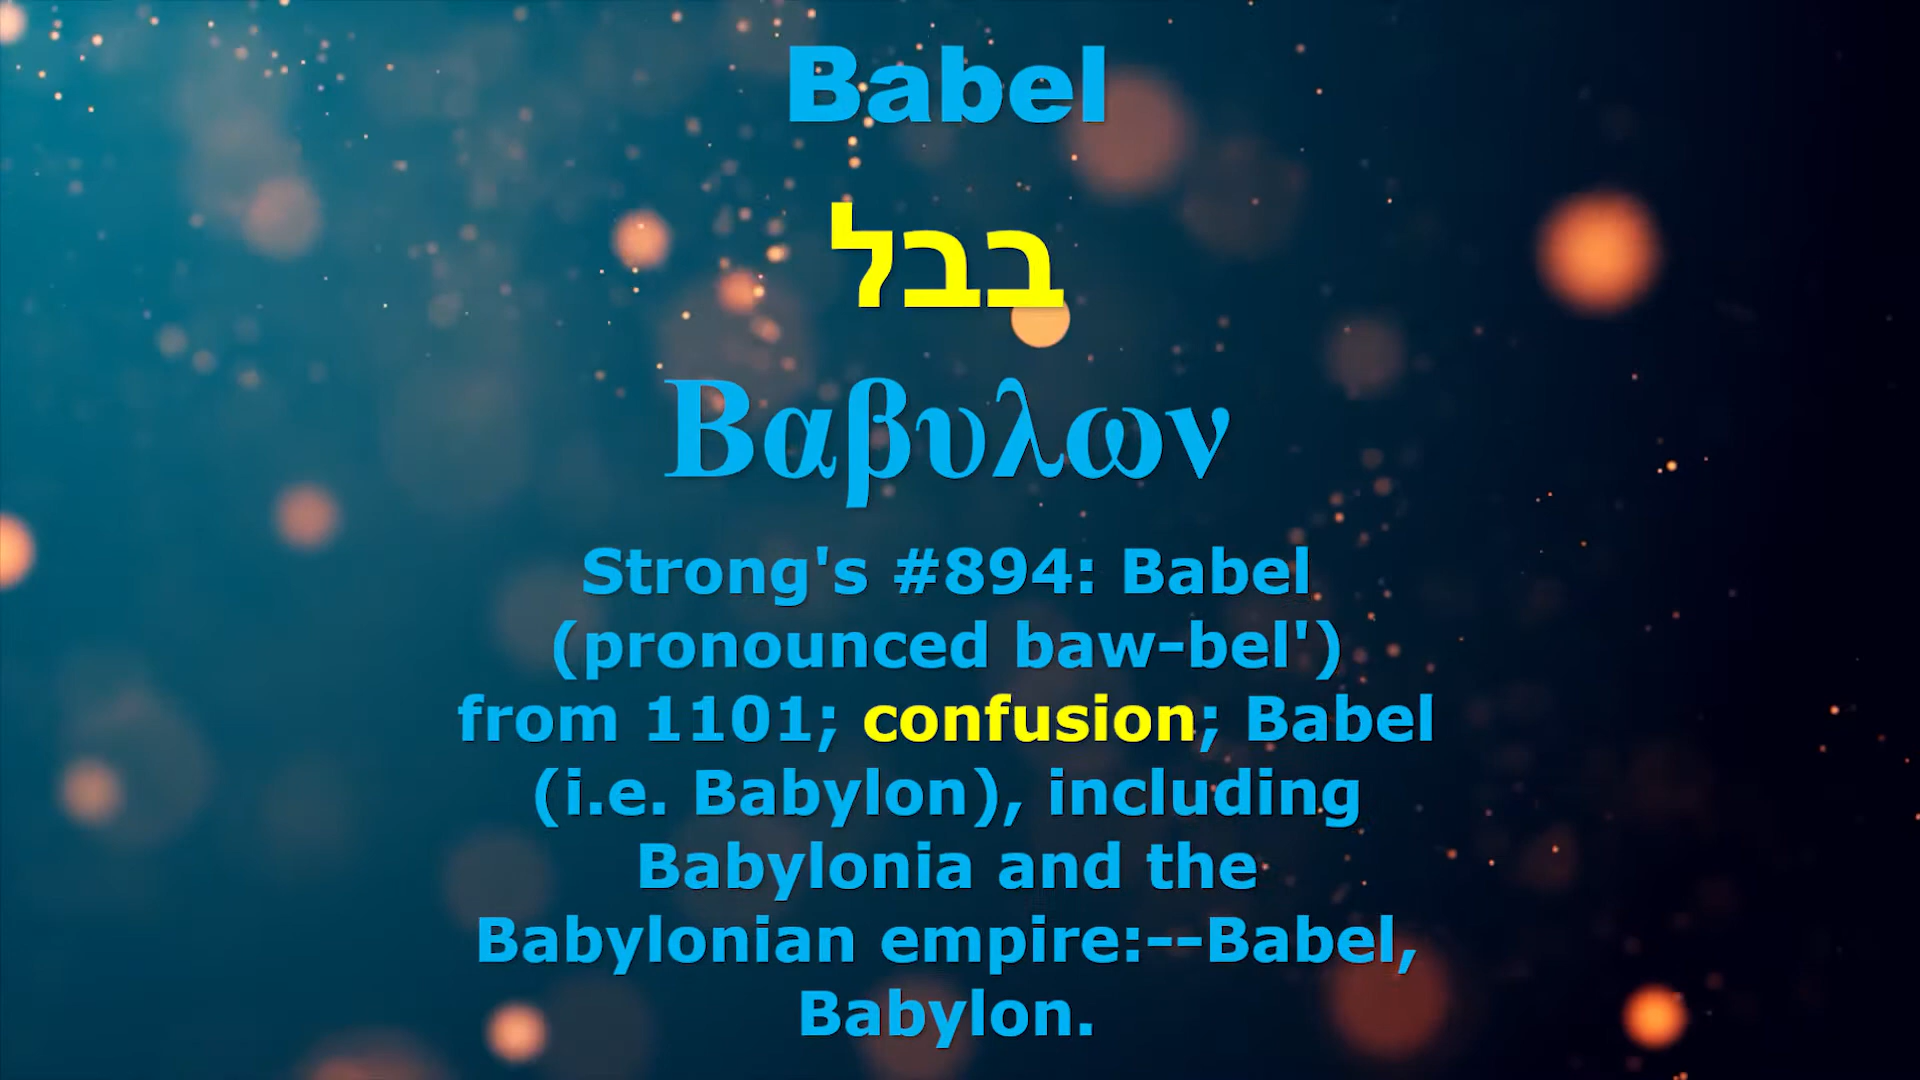 Babel
בבל
Βαβυλων
Strong's #894: Babel
(pronounced baw-bel')
from 1101; confusion; Babel
(i.e. Babylon), including
Babylonia and the
Babylonian empire:--Babel,
Babylon.